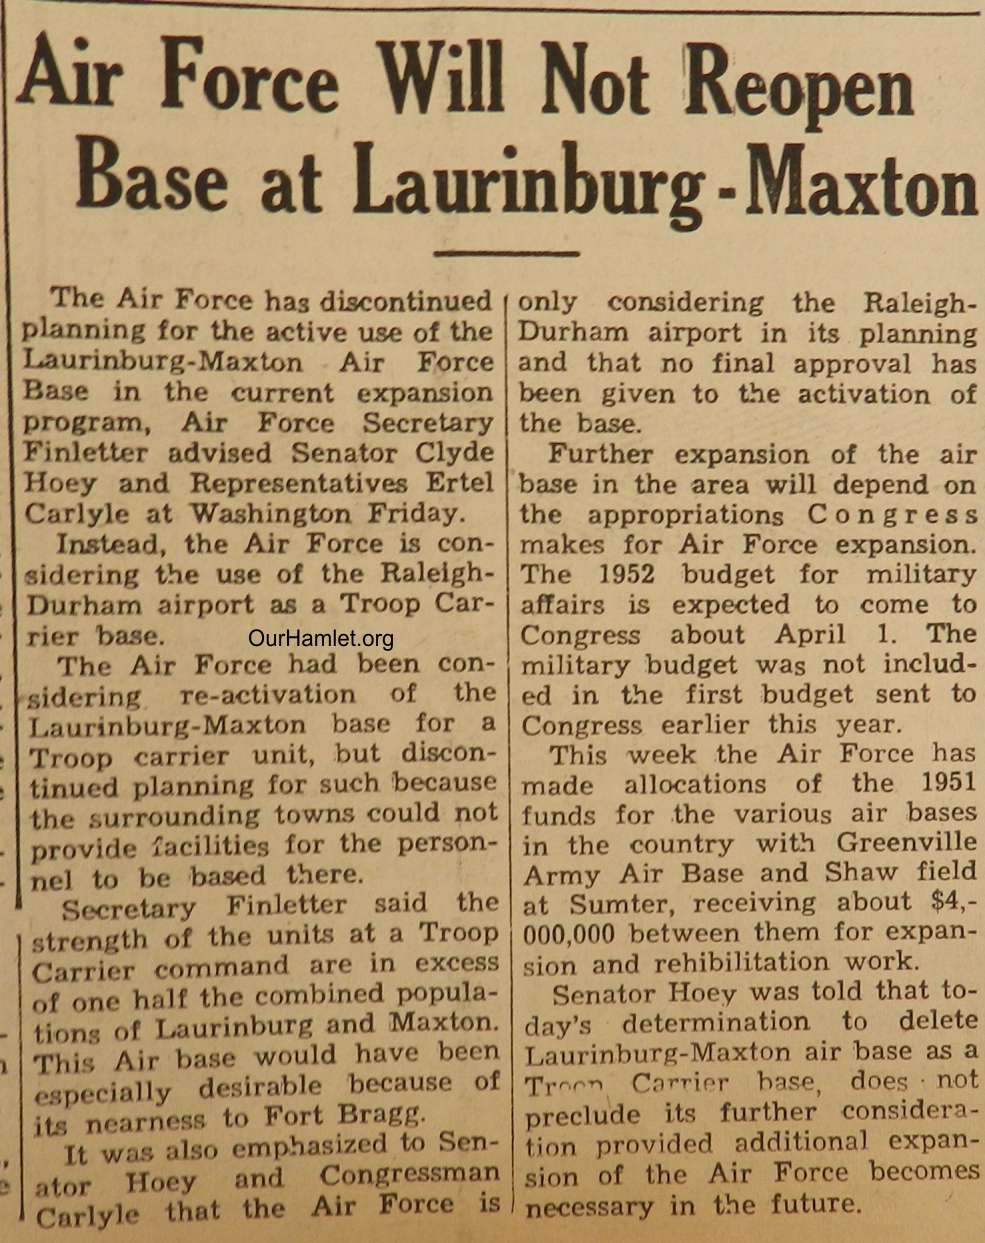 Air Force Will Not Reopen
Base at Laurinburg-Maxton
The Air Force has discontinued
planning for the active use of the
Laurinburg-Maxton Air Force
Base in the current expansion
program, Air Force Secretary
Finletter advised Senator Clyde
Hoey and Representatives Ertel
Carlyle at Washington Friday.
Instead, the Air Force is con-
sidering the use of the Raleigh-
Durham airport as a Troop Car-
rier base.
OurHamlet.org
The Air Force had been con-
sidering re-activation of the
Laurinburg-Maxton base for a
Troop carrier unit, but discon-
tinued planning for such because
the surrounding towns could not
provide facilities for the person-
nel to be based there.
Secretary Finletter said the
strength of the units at a Troop
Carrier command are in excess
of one half the combined popula-
tions of Laurinburg and Maxton.
This Air base would have been
especially desirable because of
its nearness to Fort Bragg.
It was also emphasized to Sen-
ator Hoey and Congressman
Carlyle that the Air Force is
only considering the Raleigh-
Durham airport in its planning
and that no final approval has
been given to the activation of
the base.
Further expansion of the air
base in the area will depend on
the appropriations Congress
makes for Air Force expansion.
The 1952 budget for military
affairs is expected to come to
Congress about April 1. The
military budget was not includ-
ed in the first budget sent to
Congress earlier this year.
This week the Air Force has
made allocations of the 1951
funds for the various air bases
in the country with Greenville
Army Air Base and Shaw field
at Sumter, receiving about $4,-
000,000 between them for expan-
sion and rehibilitation work.
Senator Hoey was told that to-
day's determination to delete
Laurinburg-Maxton air base as a
Troop Carrier base, does not
preclude its further considera-
tion provided additional expan-
sion of the Air Force becomes
necessary in the future.